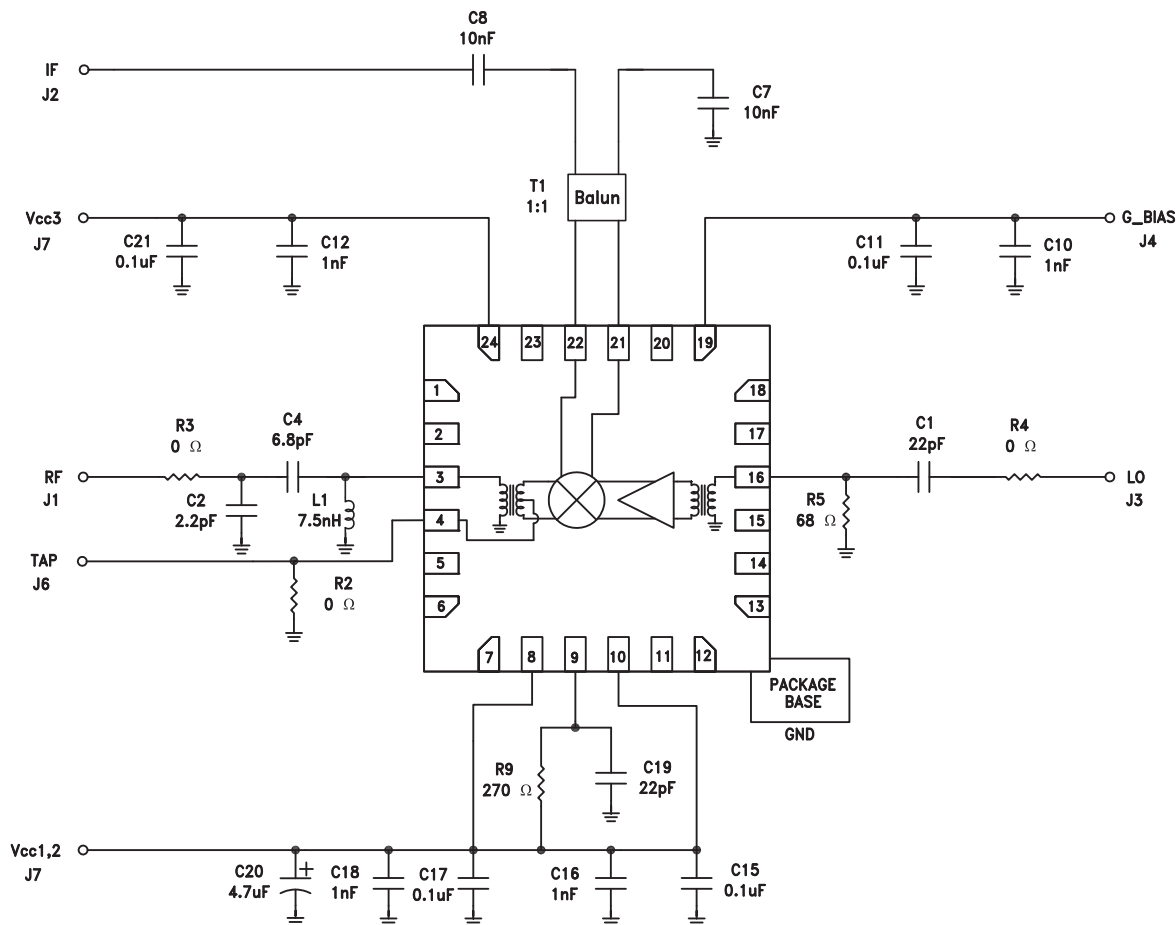 C8
10nF
IF
J2
C7
10nF
T1
1:1
Balun
Vcc3
J7
C21
0.1uF
C12
1nF
C11
0.1uF
C10
1nF
G_BIAS
J4
24
23
22
21
20
19
1
2
3
4
5
6
18
17
16
15
14
13
7
8
9
10
11
12
R3
0 Ω
C4
6.8pF
RF
J1
C2
2.2pF
L1
7.5nH
TAP
J6
R2
0 Ω
C1
22pF
R4
0 Ω
R5
68 Ω
LO
J3
PACKAGE
BASE
GND
R9
270 Ω
C19
22pF
Vcc1,2
J7
C20
4.7uF
+
C18
1nF
C17
0.1uF
C16
1nF
C15
0.1uF